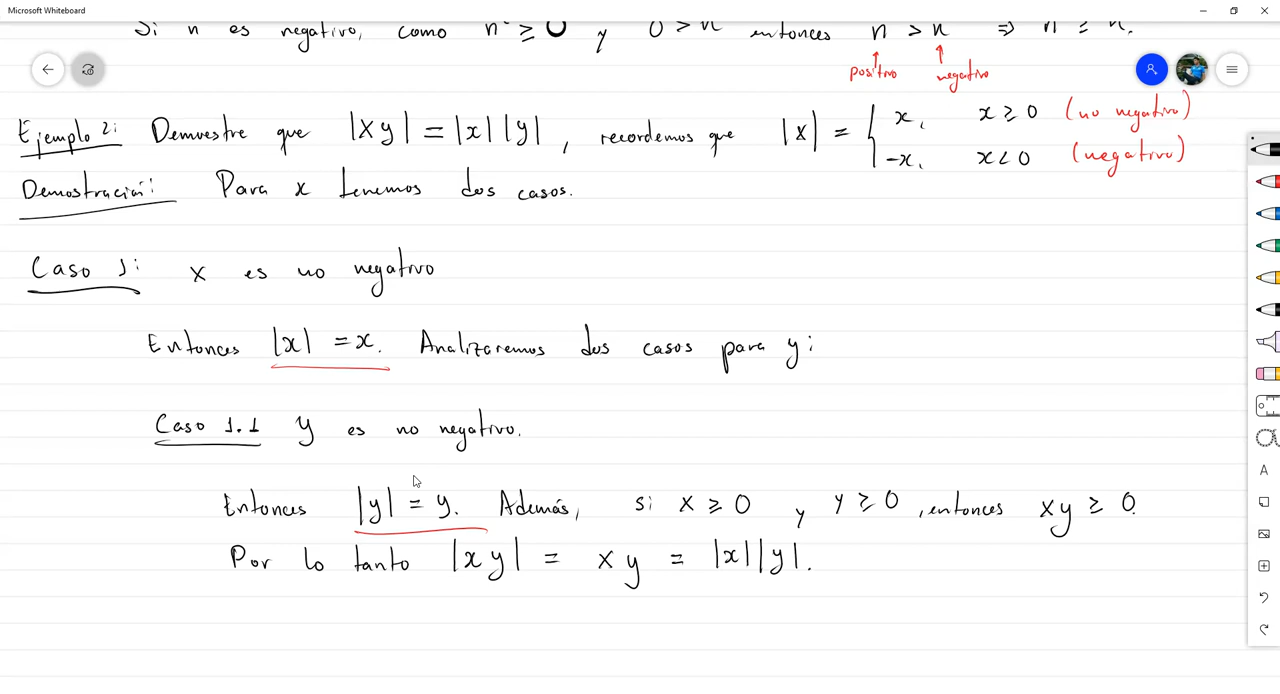 Microsoft Whiteboard
Si n es negativo, como n² ≥ 0 y 0 > n entonces n > n ⇒ n ≥ n.
positivo negativo
Ejemplo 2: Demuestre que |xy| = |x||y|, recordemos que |x| = { x, x ≥ 0 (no negativo)
-x, x < 0 (negativo)
Demostración: Para x tenemos dos casos.
Caso 1: x es no negativo
Entonces |x| = x. Analizaremos dos casos para y:
Caso 1.1 y es no negativo.
Entonces |y| = y. Además, si x ≥ 0 y y ≥ 0, entonces xy ≥ 0.
Por lo tanto |xy| = xy = |x||y|.
A